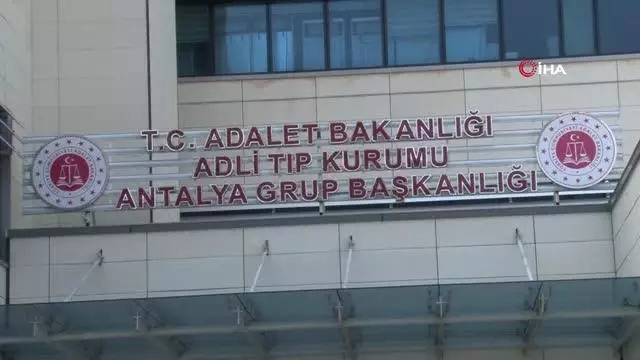 İHA
T.C. ADALET BAKANLIĞI
ADLİ TIP KURUMU
ANTALYA GRUP BAŞKANLIĞI